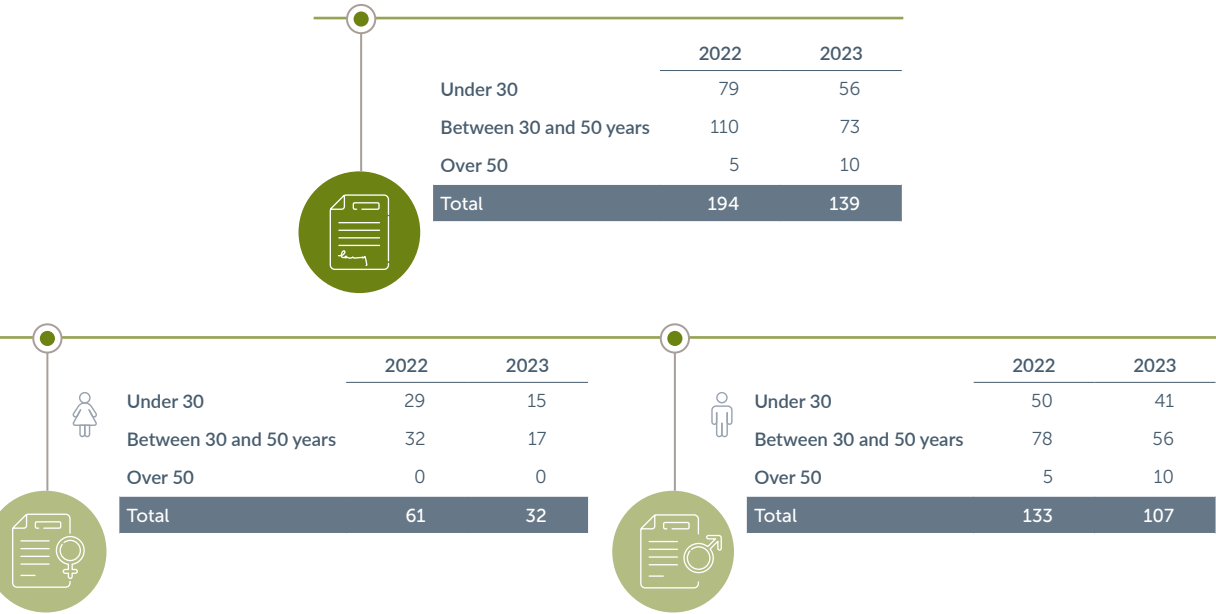 2022 2023
Under 30 79 56
Between 30 and 50 years 110 73
Over 50 5 10
Total 194 139
2022 2023
Under 30 29 15
Between 30 and 50 years 32 17
Over 50 0 0
Total 61 32
2022 2023
Under 30 50 41
Between 30 and 50 years 78 56
Over 50 5 10
Total 133 107